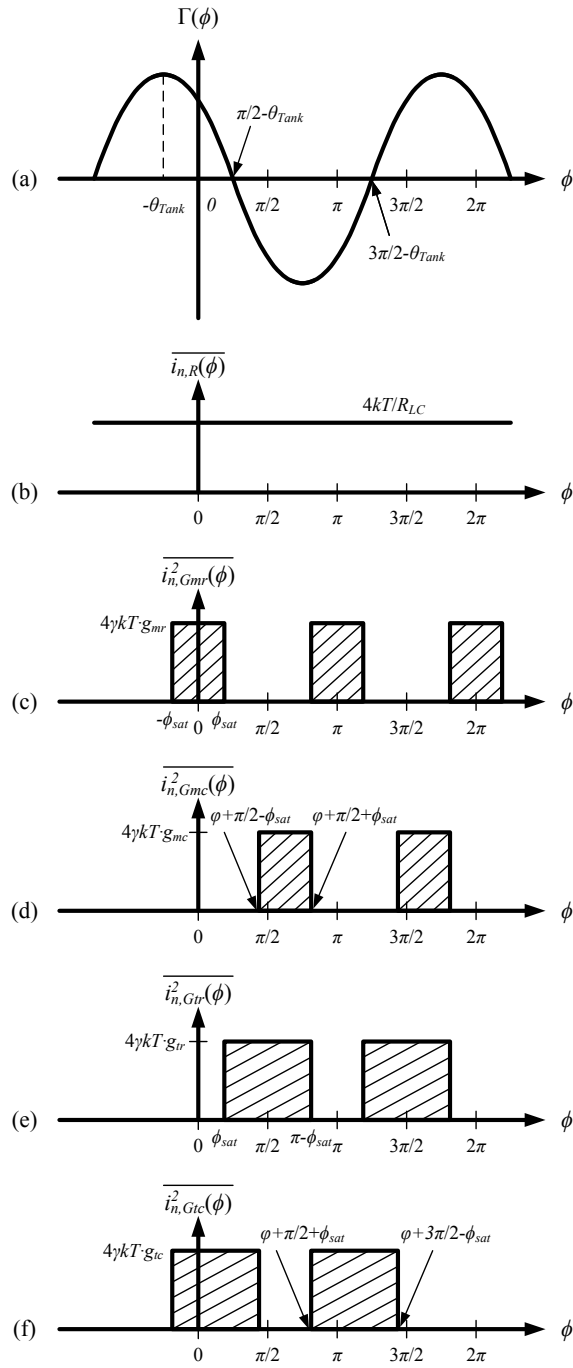 Γ(ϕ)
π/2-θTank
(a)
ϕ
-θTank 0 π/2 π 3π/2 2π
3π/2-θTank
in,R(ϕ)
4kT/RLC
(b)
ϕ
0 π/2 π 3π/2 2π
i²n,Gmr(ϕ)
4γkT·gmr
(c)
ϕ
-ϕsat 0 ϕsat π/2 π 3π/2 2π
i²n,Gmc(ϕ)
φ+π/2-ϕsat φ+π/2+ϕsat
4γkT·gmc
(d)
ϕ
0 π/2 π 3π/2 2π
i²n,Gtr(ϕ)
4γkT·gtr
(e)
ϕ
0 ϕsat π/2 π-ϕsat π 3π/2 2π
i²n,Gtc(ϕ)
φ+π/2+ϕsat φ+3π/2-ϕsat
4γkT·gtc
(f)
ϕ
0 π/2 π 3π/2 2π